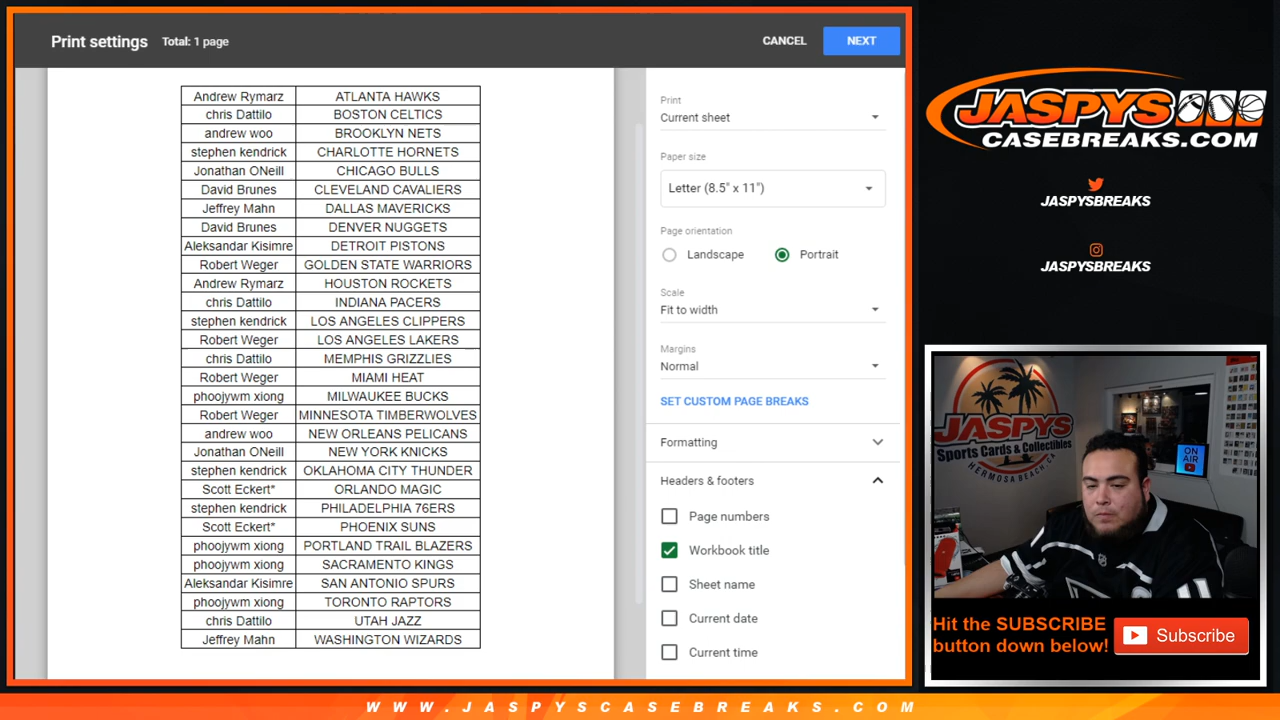 Print settings Total: 1 page CANCEL NEXT
Andrew Rymarz ATLANTA HAWKS
chris Dattilo BOSTON CELTICS
andrew woo BROOKLYN NETS
stephen kendrick CHARLOTTE HORNETS
Jonathan ONeill CHICAGO BULLS
David Brunes CLEVELAND CAVALIERS
Jeffrey Mahn DALLAS MAVERICKS
David Brunes DENVER NUGGETS
Aleksandar Kisimre DETROIT PISTONS
Robert Weger GOLDEN STATE WARRIORS
Andrew Rymarz HOUSTON ROCKETS
chris Dattilo INDIANA PACERS
stephen kendrick LOS ANGELES CLIPPERS
Robert Weger LOS ANGELES LAKERS
chris Dattilo MEMPHIS GRIZZLIES
Robert Weger MIAMI HEAT
phoojywm xiong MILWAUKEE BUCKS
Robert Weger MINNESOTA TIMBERWOLVES
andrew woo NEW ORLEANS PELICANS
Jonathan ONeill NEW YORK KNICKS
stephen kendrick OKLAHOMA CITY THUNDER
Scott Eckert* ORLANDO MAGIC
stephen kendrick PHILADELPHIA 76ERS
Scott Eckert* PHOENIX SUNS
phoojywm xiong PORTLAND TRAIL BLAZERS
phoojywm xiong SACRAMENTO KINGS
Aleksandar Kisimre SAN ANTONIO SPURS
phoojywm xiong TORONTO RAPTORS
chris Dattilo UTAH JAZZ
Jeffrey Mahn WASHINGTON WIZARDS
Print
Current sheet
Paper size
Letter (8.5" x 11")
Page orientation
Landscape Portrait
Scale
Fit to width
Margins
Normal
SET CUSTOM PAGE BREAKS
Formatting
Headers & footers
Page numbers
Workbook title
Sheet name
Current date
Current time
JASPYS
CASEBREAKS.COM
JASPYSBREAKS
JASPYSBREAKS
JASPYS
Sports Cards & Collectibles
HERMOSA BEACH, CA
ON
AIR
Hit the SUBSCRIBE
button down below!
Subscribe
WWW.JASPYSCASEBREAKS.COM